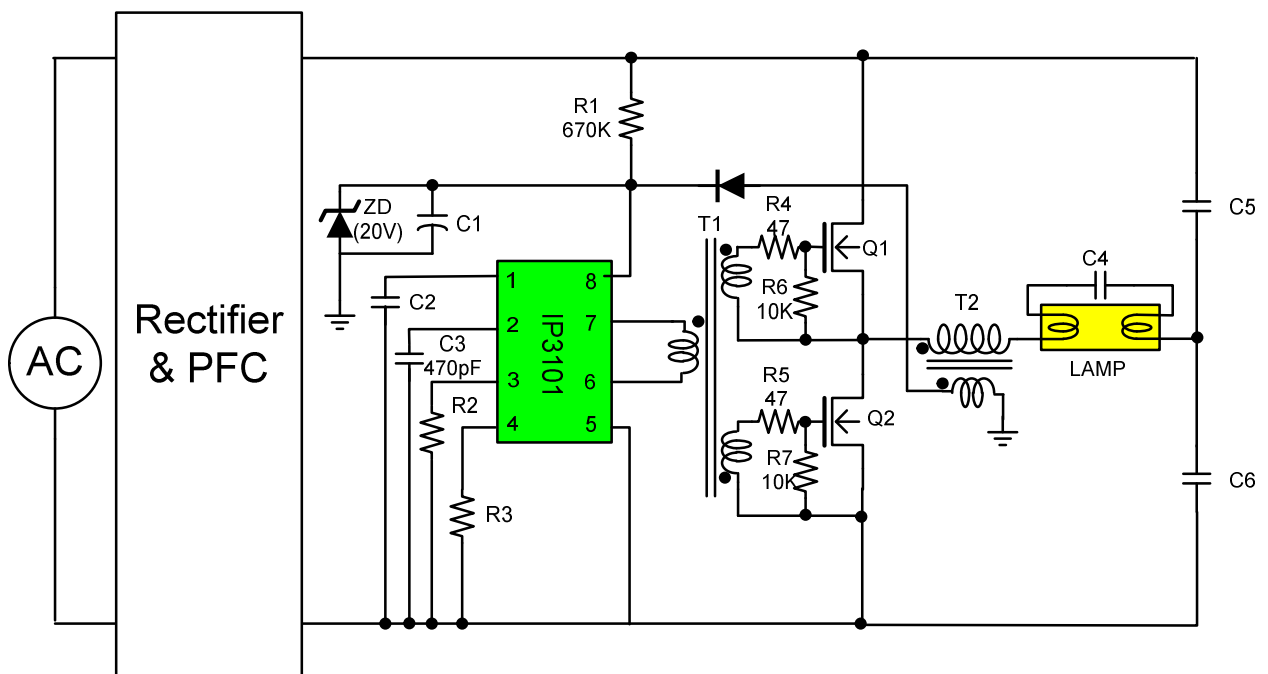 AC
Rectifier
& PFC
R1
670K
ZD
(20V)
C1
C2
C3
470pF
R2
R3
1
2
3
4
8
7
6
5
IP3101
T1
R4
47
R6
10K
Q1
R5
47
R7
10K
Q2
T2
C4
LAMP
C5
C6